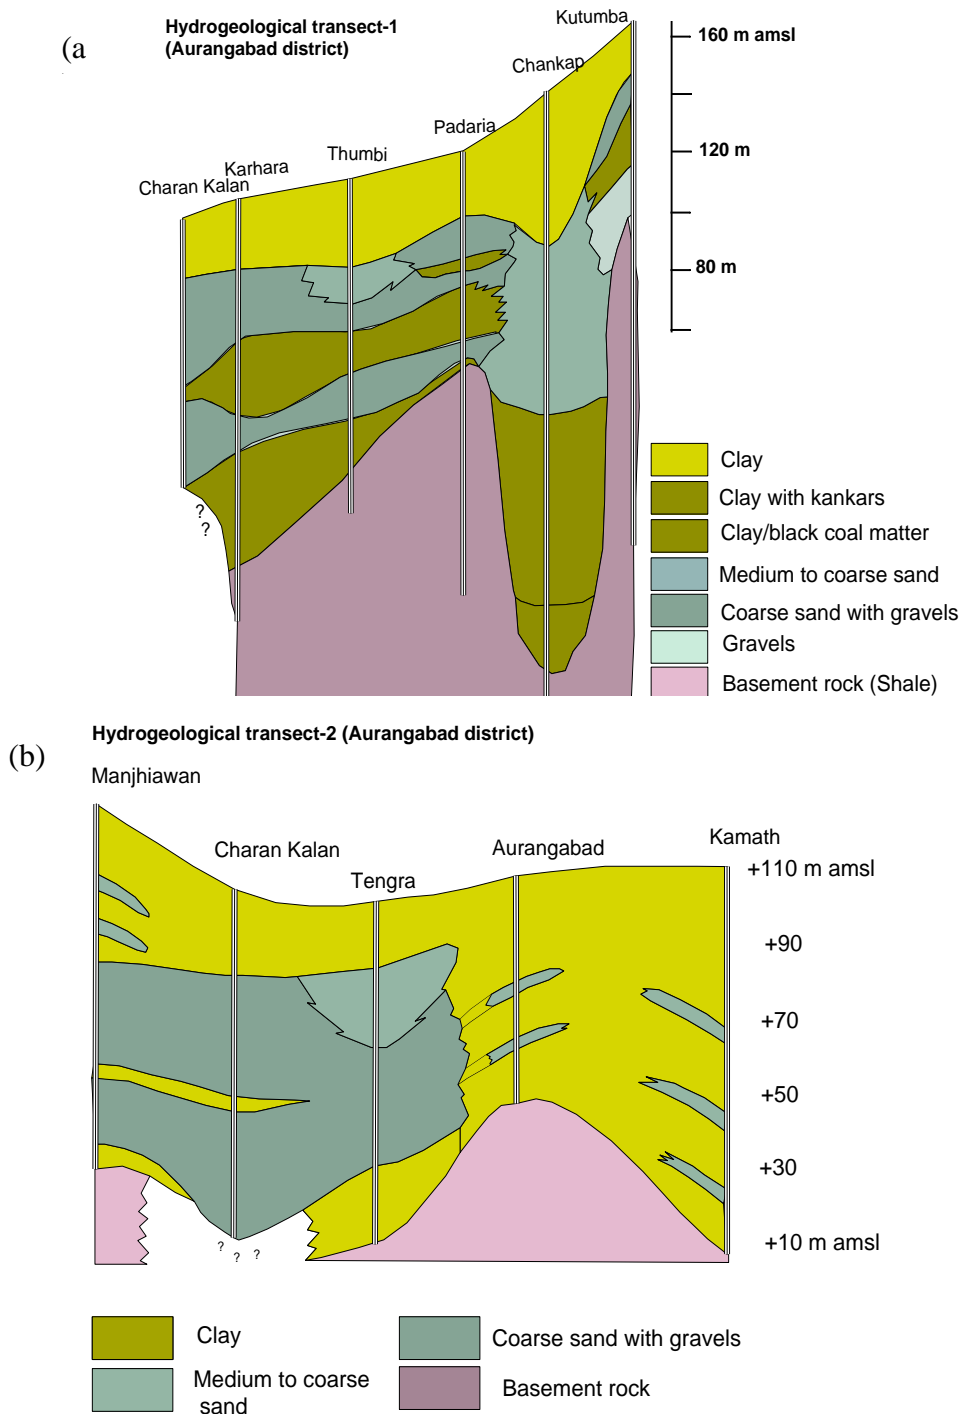 (a
Hydrogeological transect-1
(Aurangabad district)
Kutumba
160 m amsl
Chankap
Padaria
120 m
Thumbi
Karhara
Charan Kalan
80 m
?
?
Clay
Clay with kankars
Clay/black coal matter
Medium to coarse sand
Coarse sand with gravels
Gravels
Basement rock (Shale)
(b)
Hydrogeological transect-2 (Aurangabad district)
Manjhiawan
Charan Kalan
Tengra
Aurangabad
Kamath
+110 m amsl
+90
+70
+50
+30
+10 m amsl
? ? ?
Clay
Coarse sand with gravels
Medium to coarse
sand
Basement rock